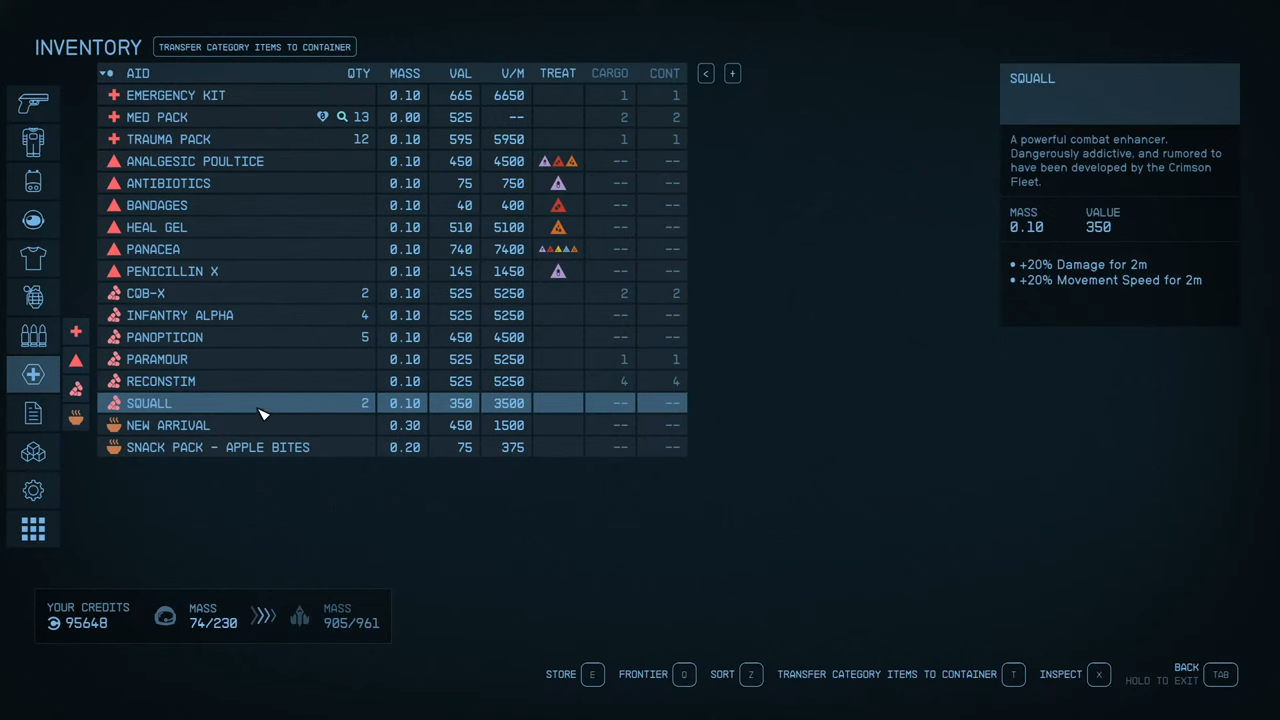 INVENTORY TRANSFER CATEGORY ITEMS TO CONTAINER
AID QTY MASS VAL V/M TREAT CARGO CONT < +
EMERGENCY KIT 0.10 665 6650 1 1
MED PACK 13 0.00 525 -- 2 2
TRAUMA PACK 12 0.10 595 5950 1 1
ANALGESIC POULTICE 0.10 450 4500 -- --
ANTIBIOTICS 0.10 75 750 -- --
BANDAGES 0.10 40 400 -- --
HEAL GEL 0.10 510 5100 -- --
PANACEA 0.10 740 7400 -- --
PENICILLIN X 0.10 145 1450 -- --
CQB-X 2 0.10 525 5250 2 2
INFANTRY ALPHA 4 0.10 525 5250 -- --
PANOPTICON 5 0.10 450 4500 -- --
PARAMOUR 0.10 525 5250 1 1
RECONSTIM 0.10 525 5250 4 4
SQUALL 2 0.10 350 3500 -- --
NEW ARRIVAL 0.30 450 1500 -- --
SNACK PACK - APPLE BITES 0.20 75 375 -- --
SQUALL
A powerful combat enhancer.
Dangerously addictive, and rumored to
have been developed by the Crimson
Fleet.
MASS VALUE
0.10 350
• +20% Damage for 2m
• +20% Movement Speed for 2m
YOUR CREDITS MASS MASS
95648 74/230 905/961
STORE E FRONTIER Q SORT Z TRANSFER CATEGORY ITEMS TO CONTAINER T INSPECT X BACK TAB
HOLD TO EXIT